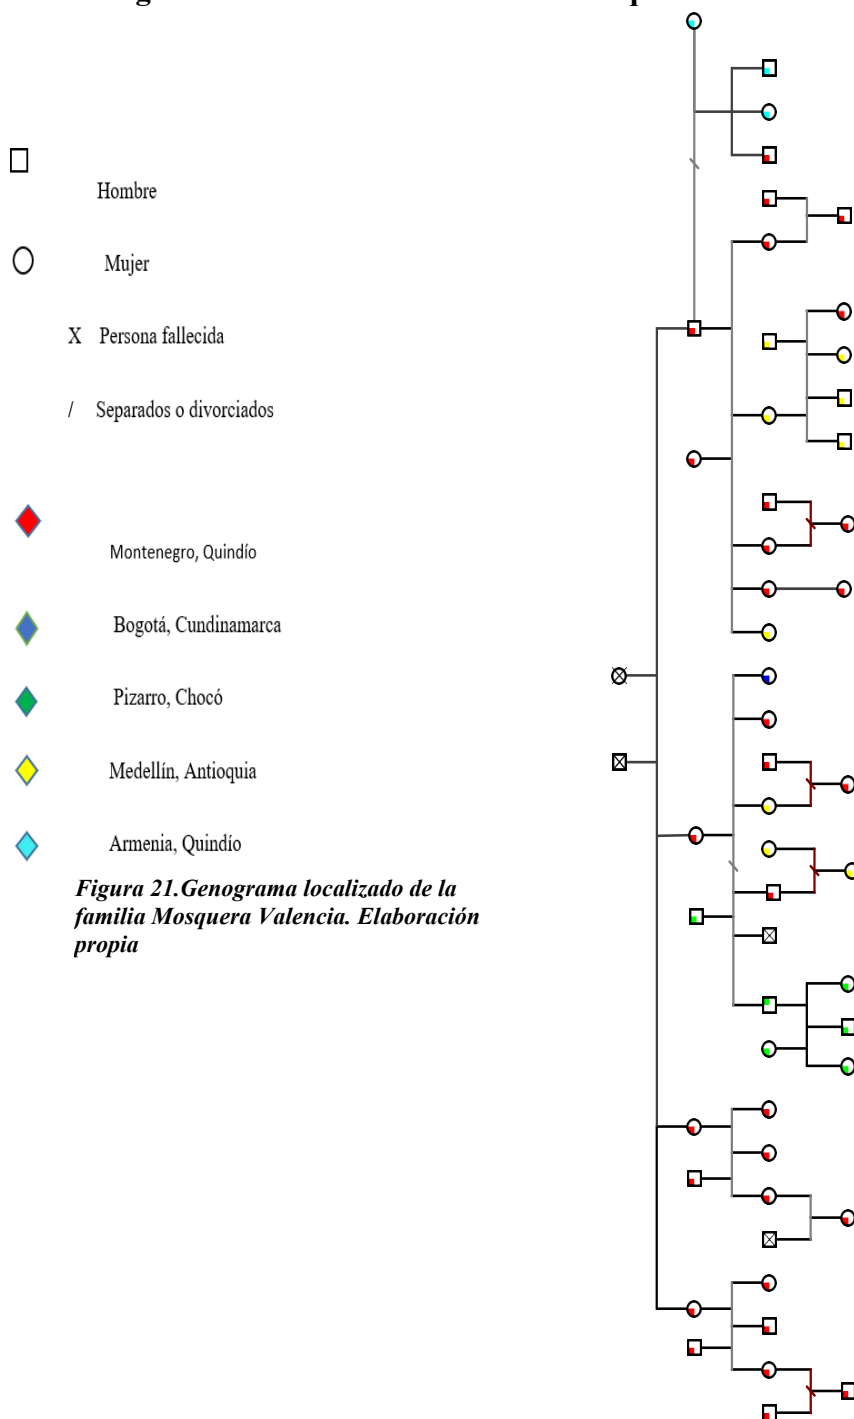 Hombre
Mujer
X Persona fallecida
/ Separados o divorciados
Montenegro, Quindío
Bogotá, Cundinamarca
Pizarro, Chocó
Medellín, Antioquia
Armenia, Quindío
Figura 21.Genograma localizado de la
familia Mosquera Valencia. Elaboración
propia